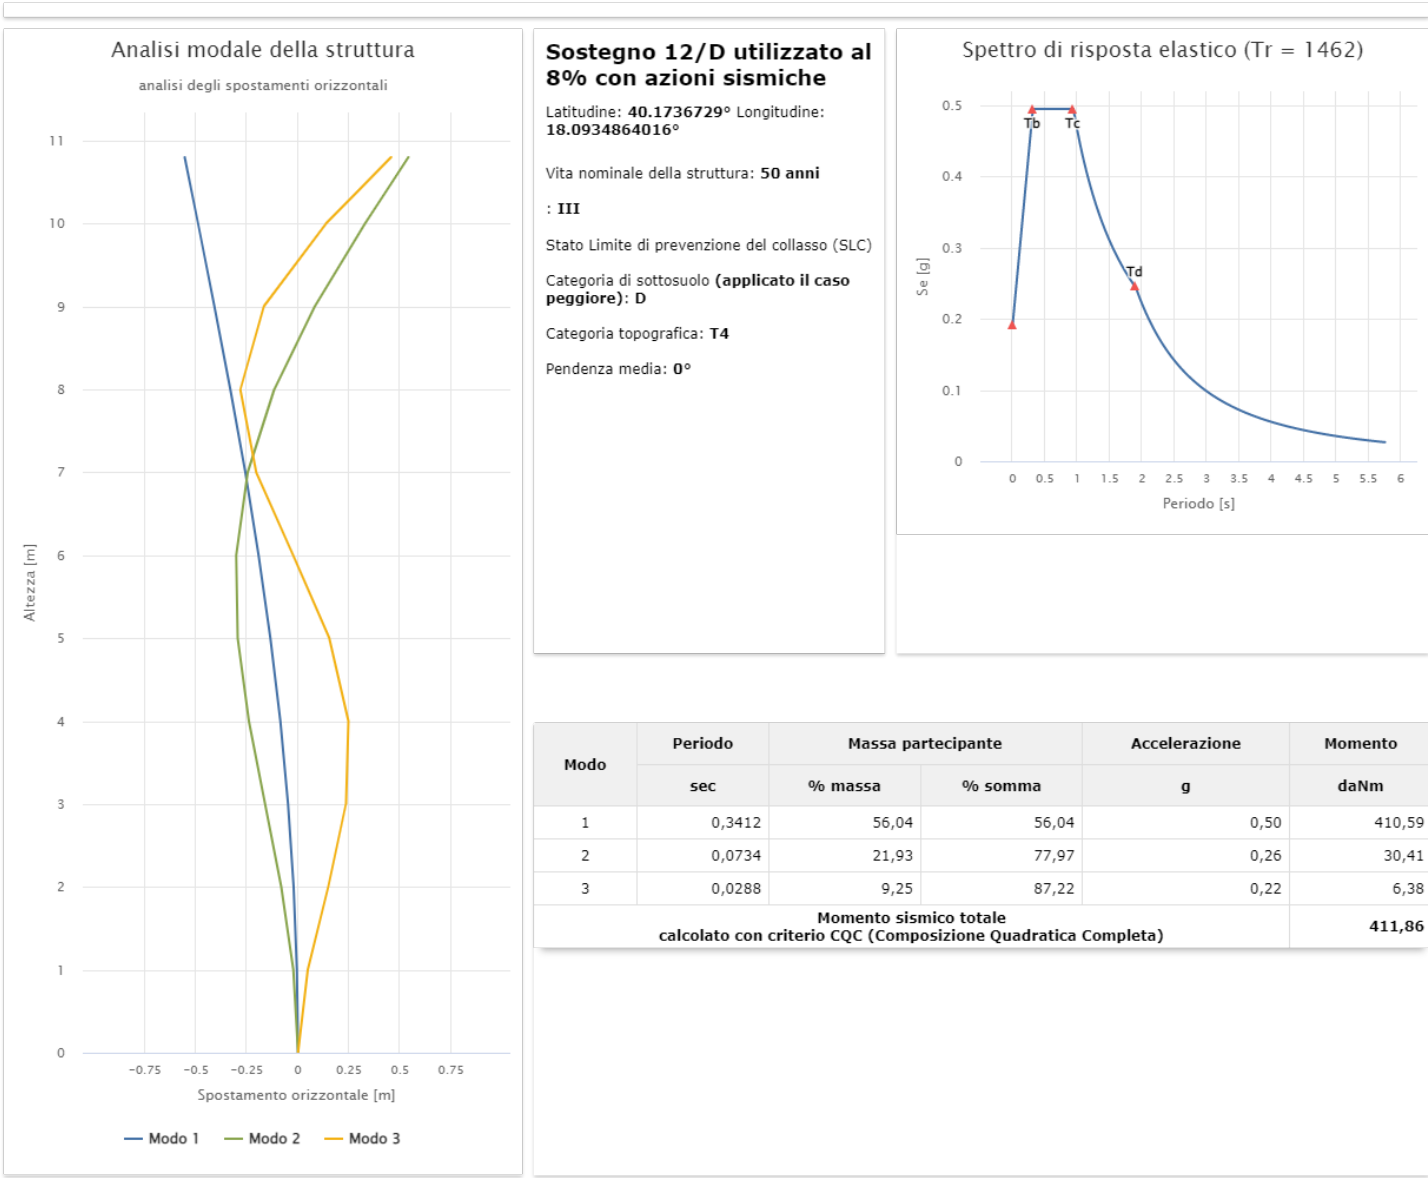 Analisi modale della struttura
analisi degli spostamenti orizzontali
11
10
9
8
7
6
5
4
3
2
1
0
Altezza [m]
−0.75 −0.5 −0.25 0 0.25 0.5 0.75
Spostamento orizzontale [m]
Modo 1 Modo 2 Modo 3
Sostegno 12/D utilizzato al
8% con azioni sismiche
Latitudine: 40.1736729° Longitudine:
18.0934864016°
Vita nominale della struttura: 50 anni
: III
Stato Limite di prevenzione del collasso (SLC)
Categoria di sottosuolo (applicato il caso
peggiore): D
Categoria topografica: T4
Pendenza media: 0°
Spettro di risposta elastico (Tr = 1462)
0.5
0.4
0.3
0.2
0.1
0
Se [g]
Tb Tc
Td
0 0.5 1 1.5 2 2.5 3 3.5 4 4.5 5 5.5 6
Periodo [s]
Modo Periodo Massa partecipante Accelerazione Momento
sec % massa % somma g daNm
1 0,3412 56,04 56,04 0,50 410,59
2 0,0734 21,93 77,97 0,26 30,41
3 0,0288 9,25 87,22 0,22 6,38
Momento sismico totale
calcolato con criterio CQC (Composizione Quadratica Completa) 411,86